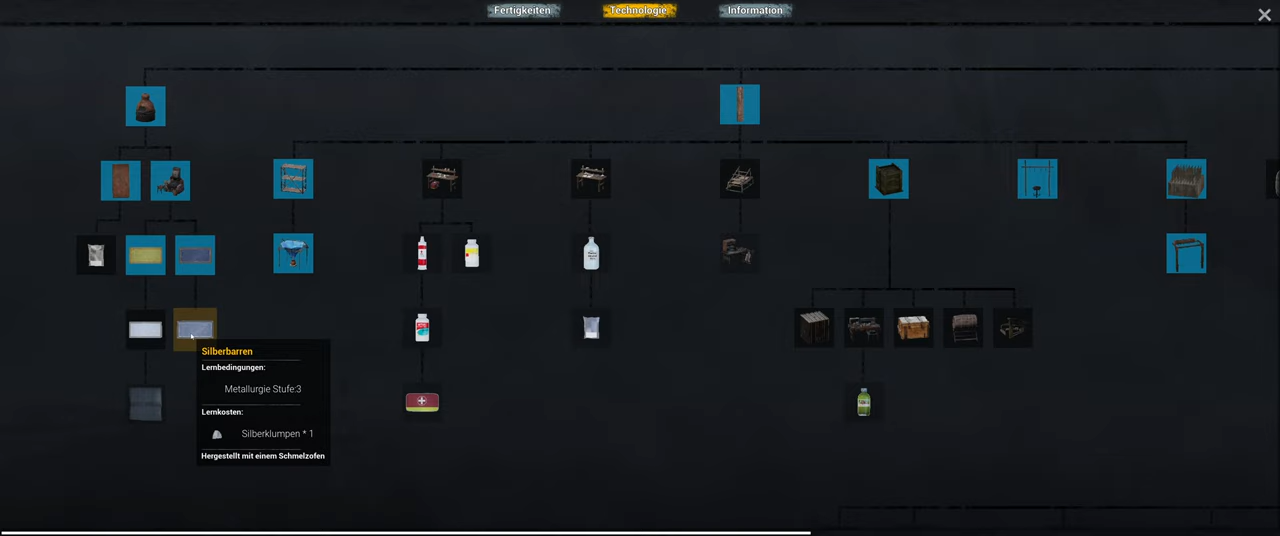 Fertigkeiten
Technologie
Information
Silberbarren
Lernbedingungen:
Metallurgie Stufe:3
Lernkosten:
Silberklumpen * 1
Hergestellt mit einem Schmelzofen